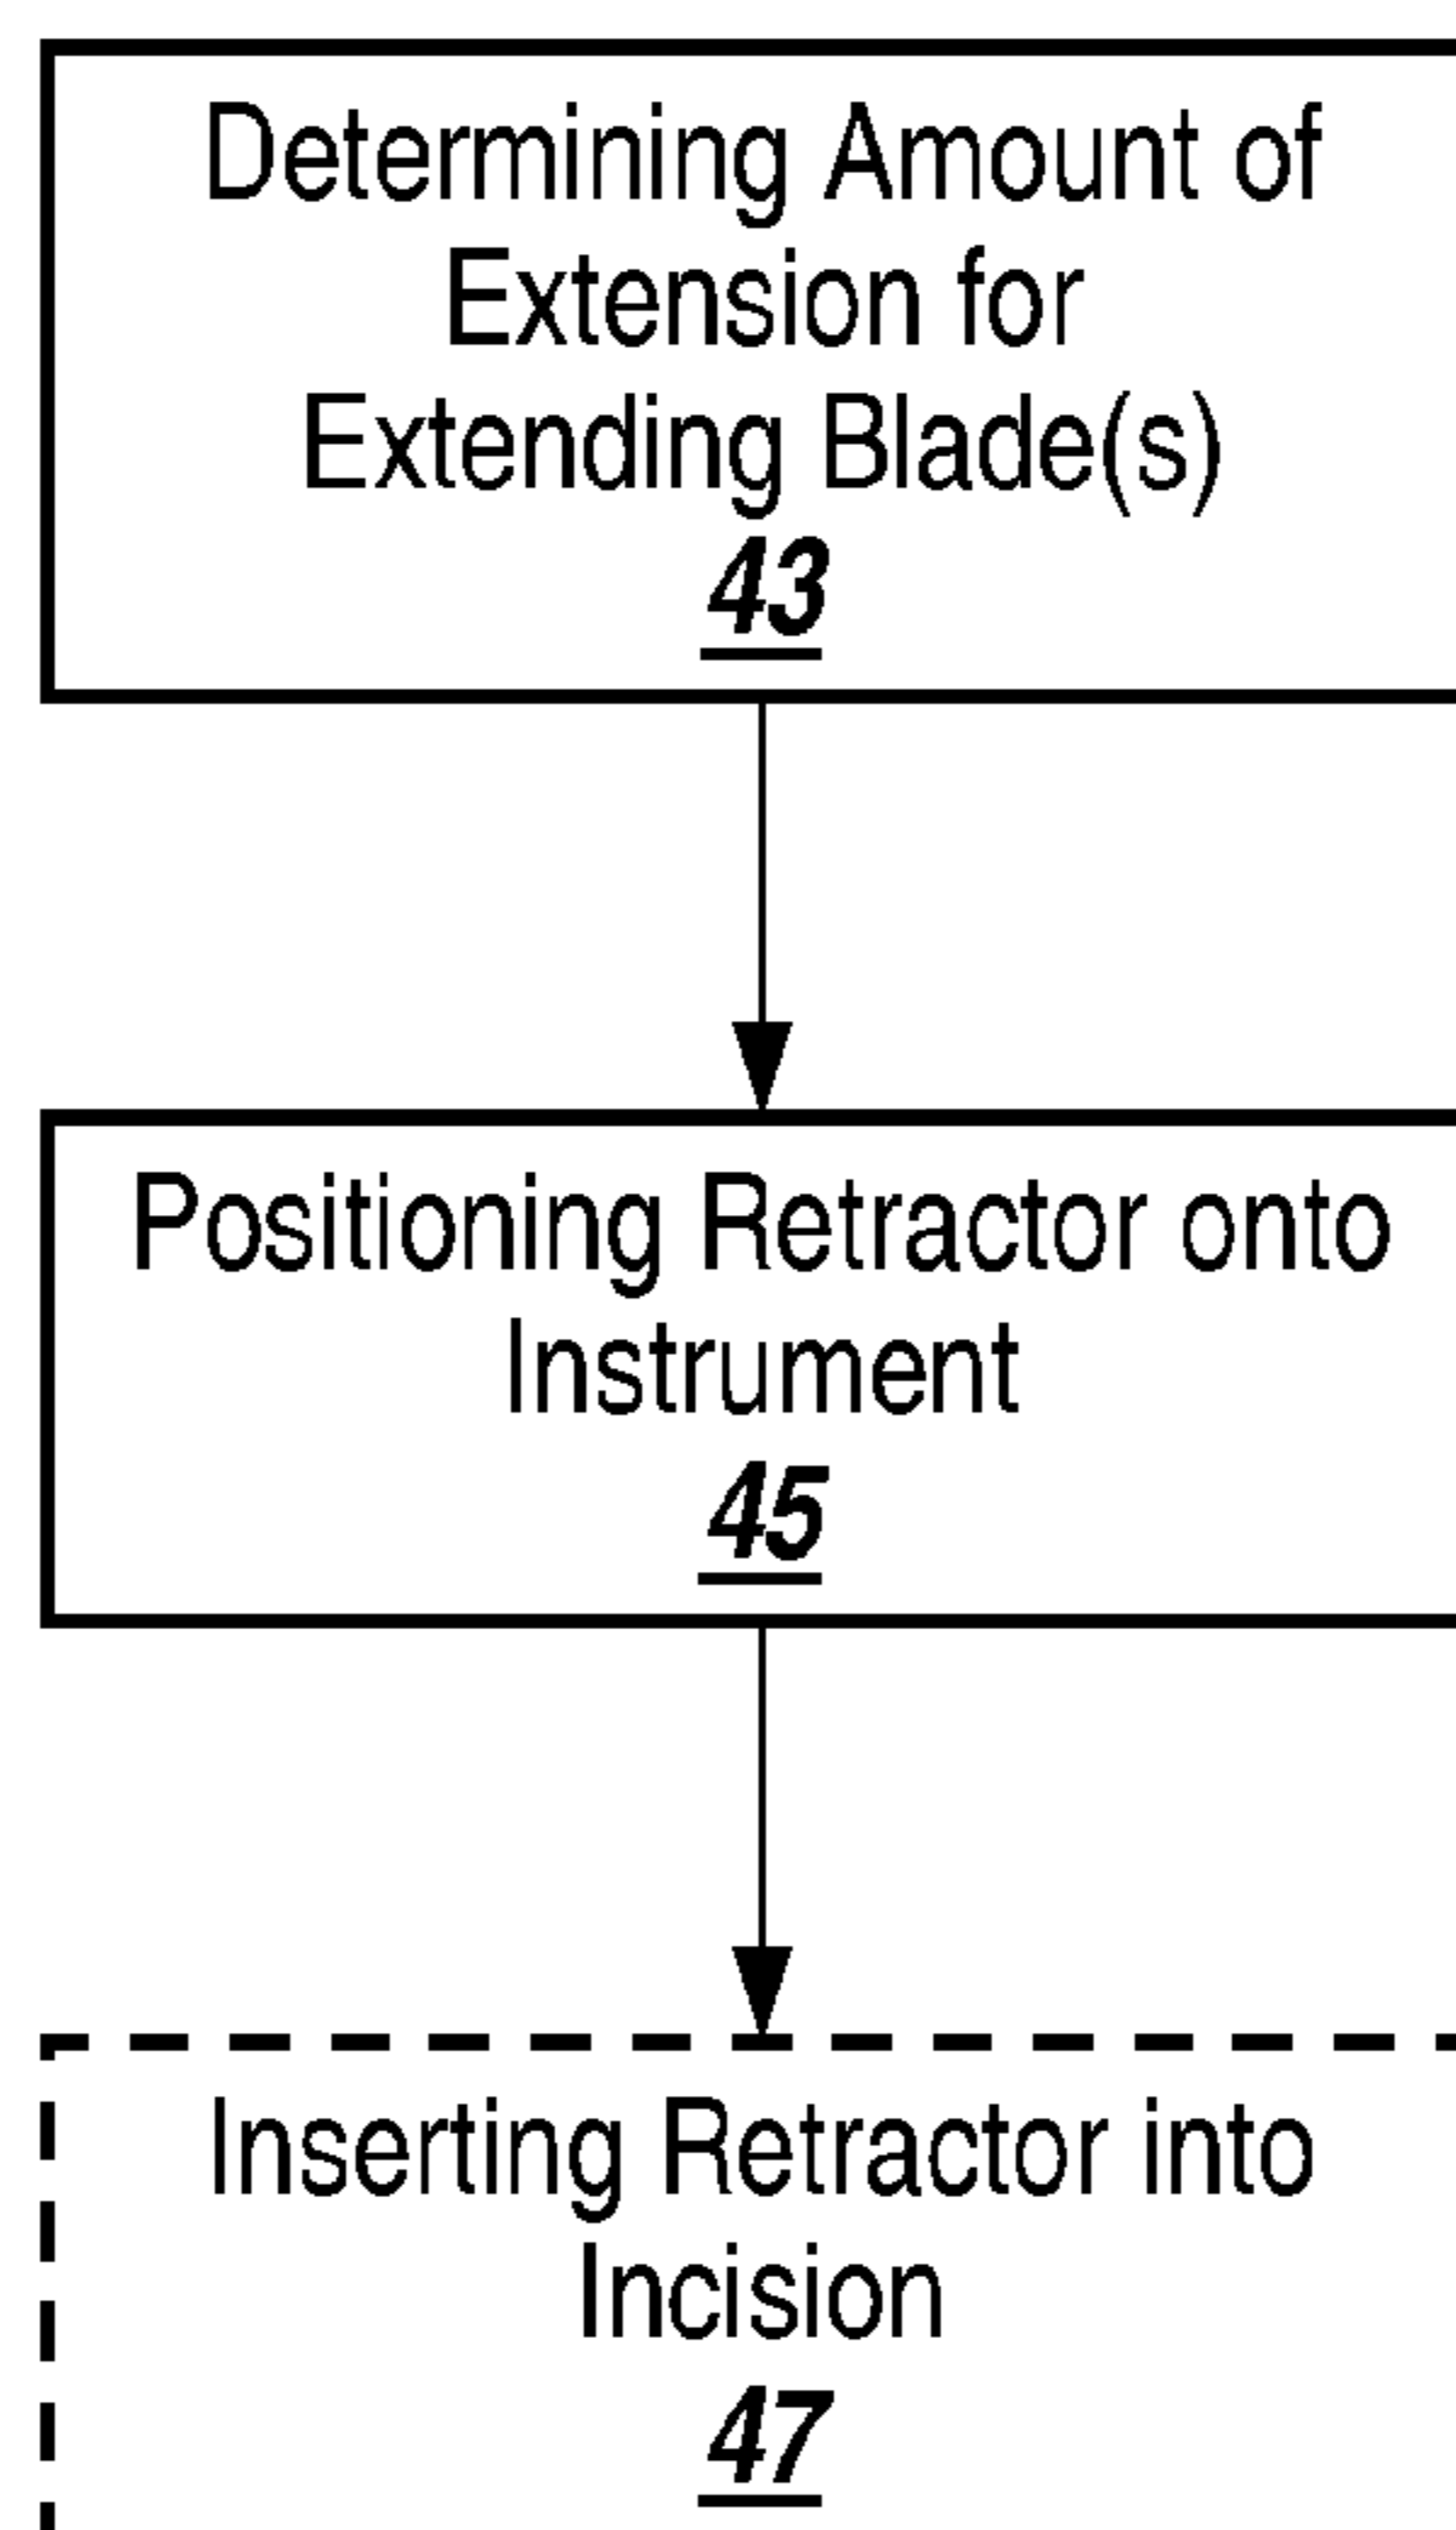 Determining Amount of
Extension for
Extending Blade(s)
43
Positioning Retractor onto
Instrument
45
Inserting Retractor into
Incision
47